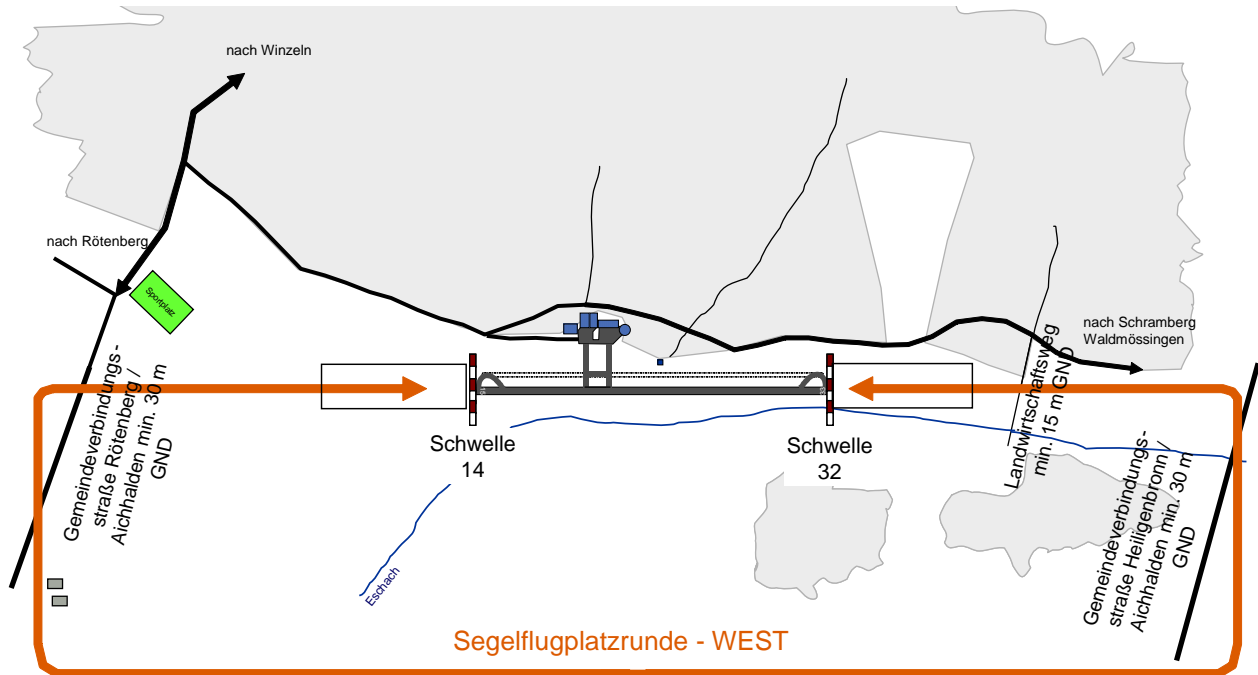 nach Winzeln
nach Rötenberg
Sportplatz
Gemeindeverbindungs-
straße Rötenberg /
Aichhalden min. 30 m
GND
Schwelle
14
Schwelle
32
nach Schramberg
Waldmössingen
Landwirtschaftsweg
min. 15 m GND
Gemeindeverbindungs-
straße Heiligenbronn /
Aichhalden min. 30 m
GND
Eschach
Segelflugplatzrunde - WEST